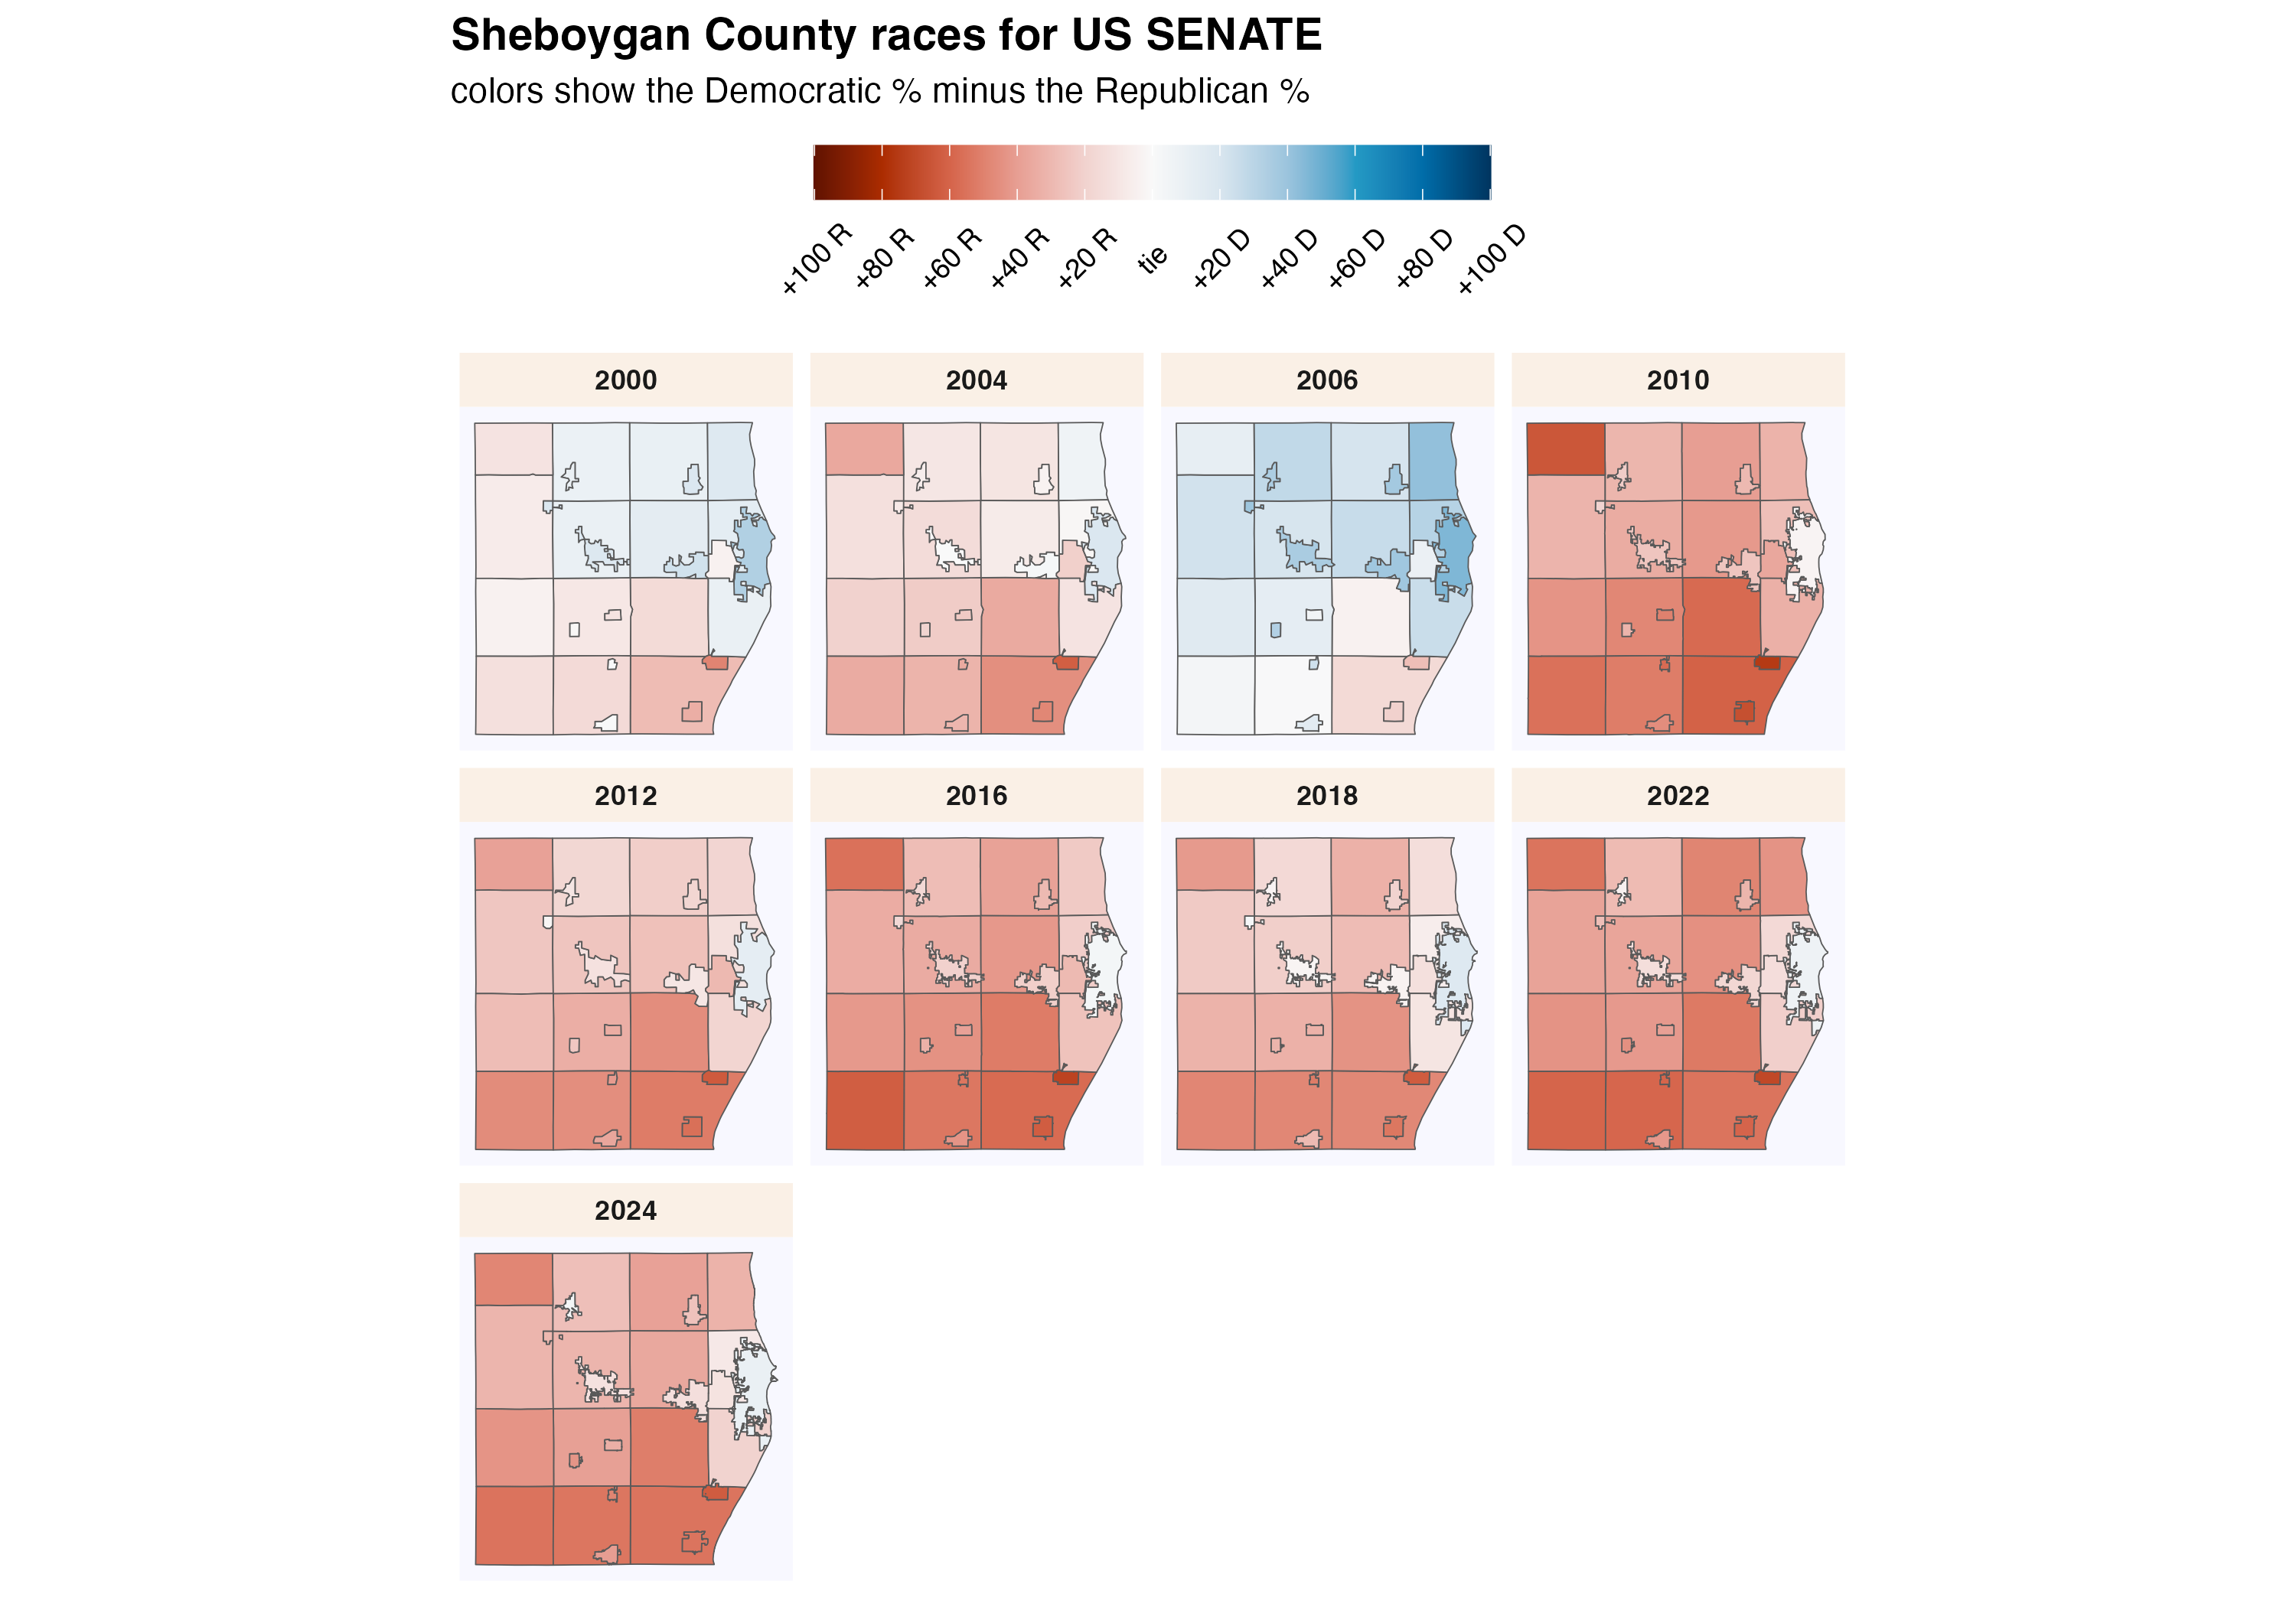 Sheboygan County races for US SENATE
colors show the Democratic % minus the Republican %
+100 R
+80 R
+60 R
+40 R
+20 R
tie
+20 D
+40 D
+60 D
+80 D
+100 D
2000
2004
2006
2010
2012
2016
2018
2022
2024